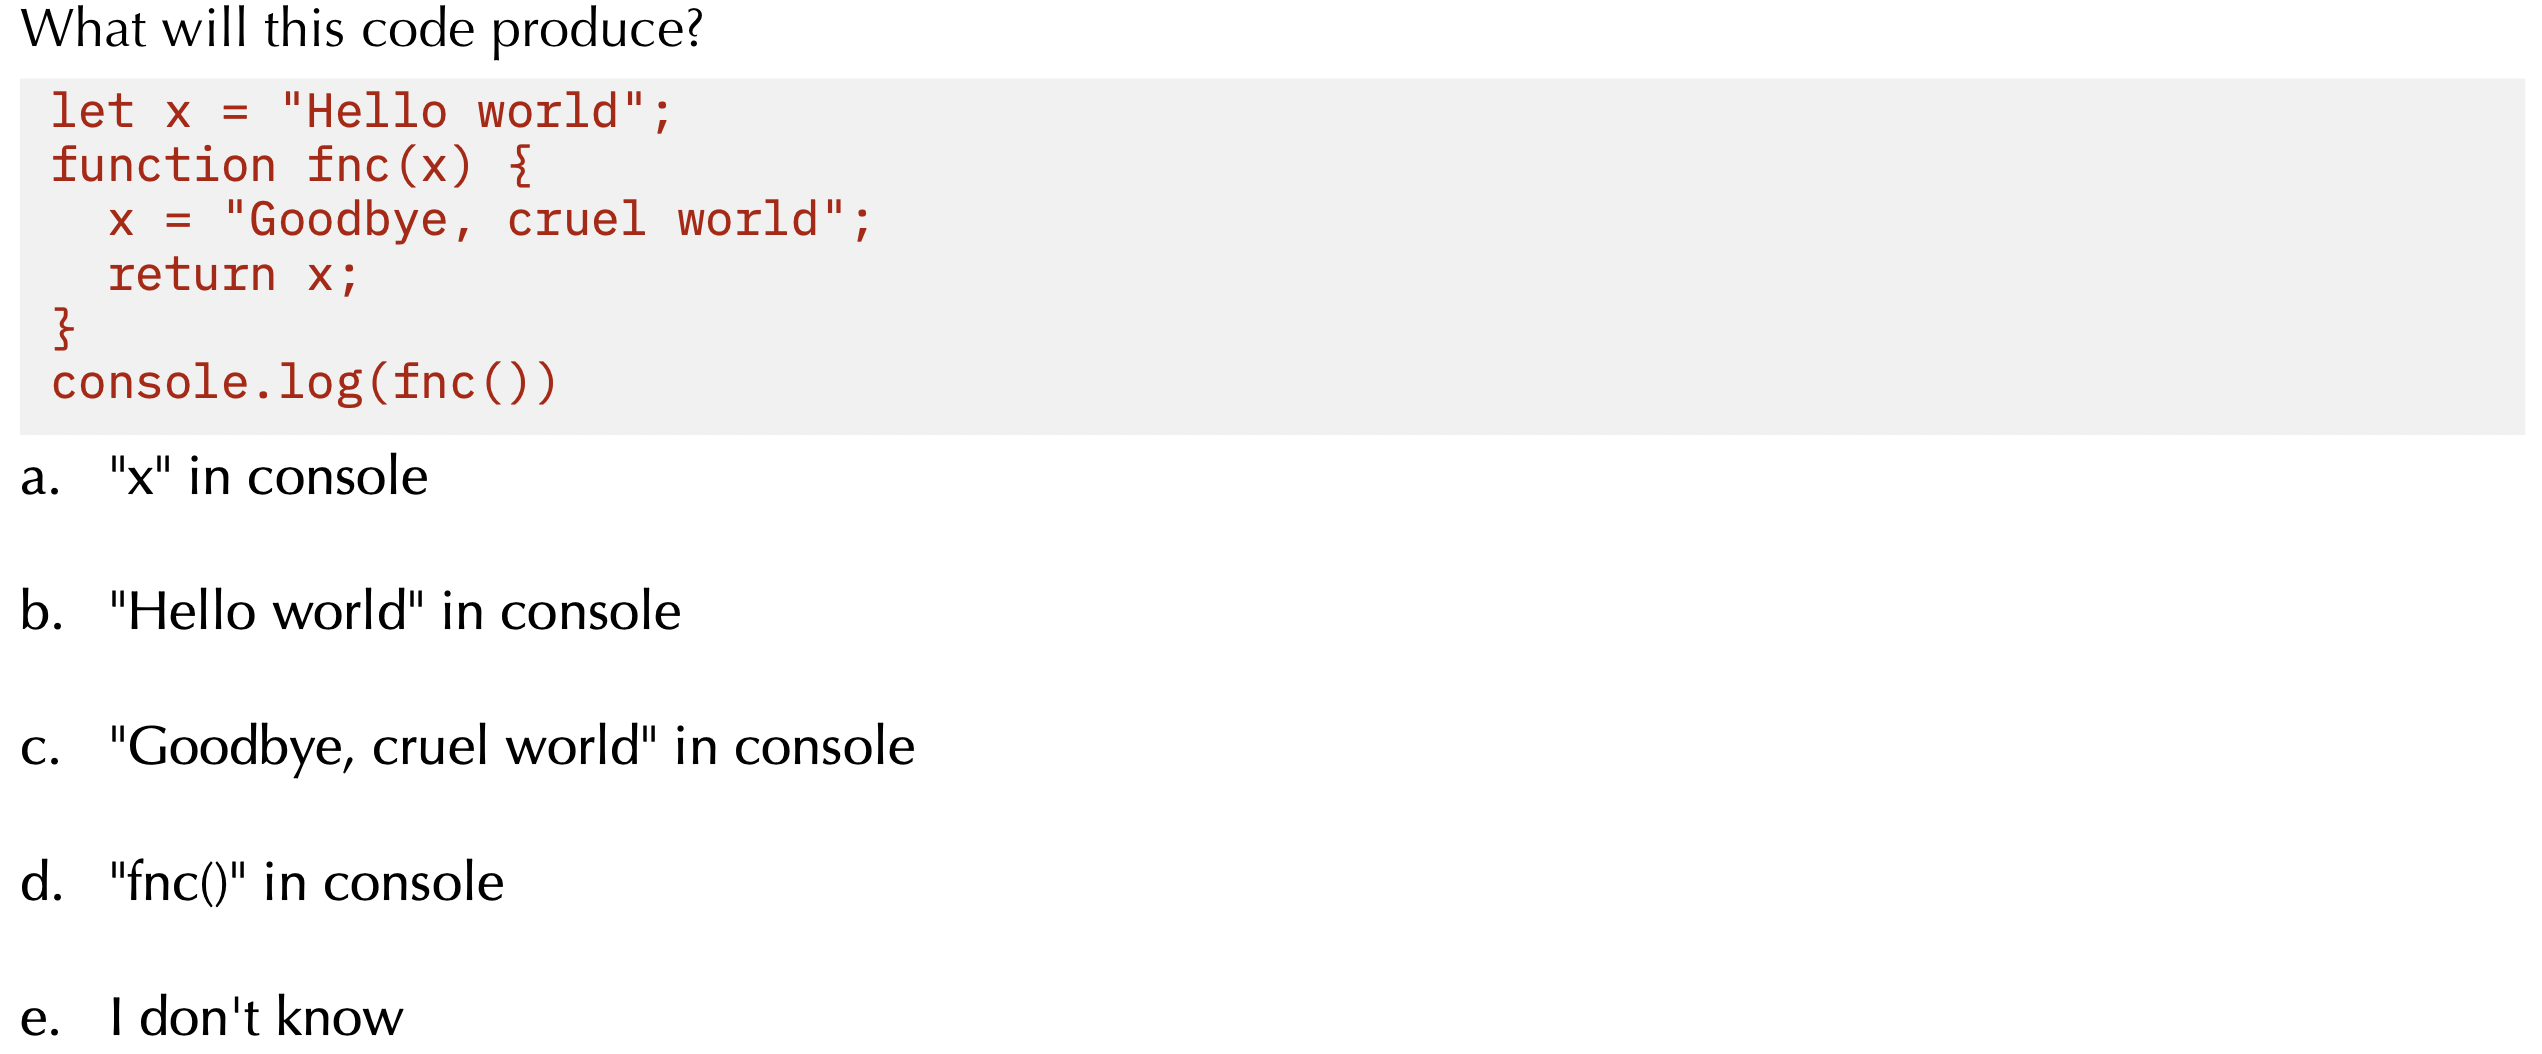 What will this code produce?
let x = "Hello world";
function fnc(x) {
  x = "Goodbye, cruel world";
  return x;
}
console.log(fnc())
a. "x" in console
b. "Hello world" in console
c. "Goodbye, cruel world" in console
d. "fnc()" in console
e. I don't know